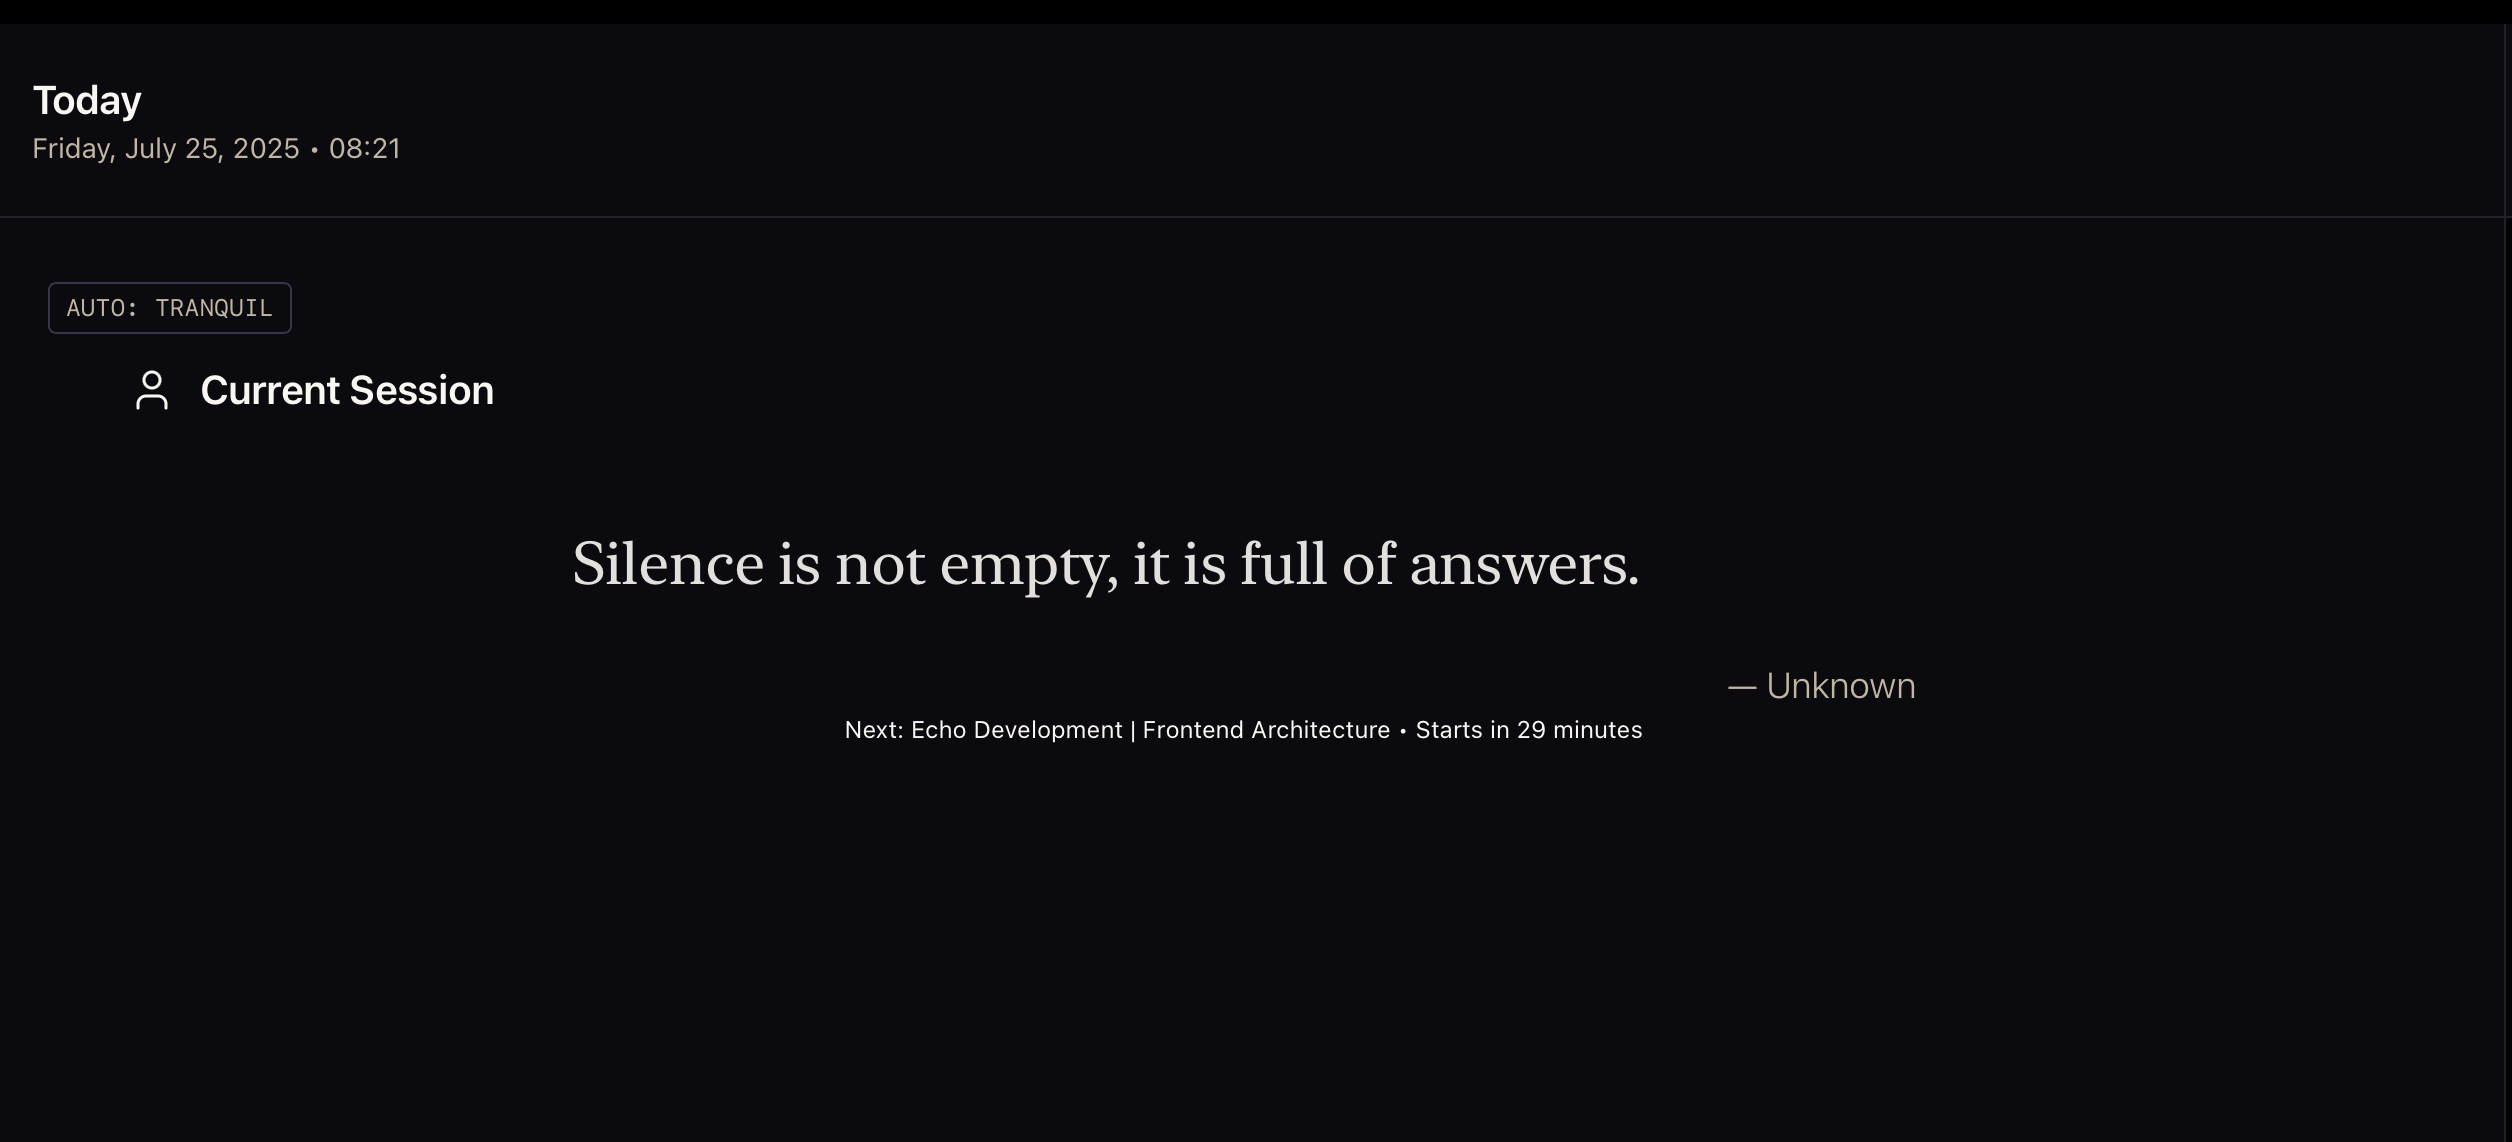 Today
Friday, July 25, 2025 • 08:21
AUTO: TRANQUIL
Current Session
Silence is not empty, it is full of answers.
— Unknown
Next: Echo Development | Frontend Architecture • Starts in 29 minutes